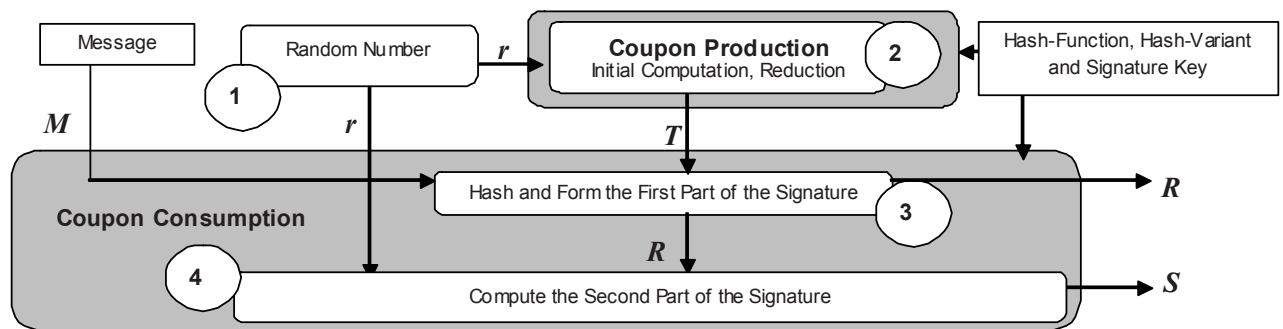 Message
Random Number
r
Coupon Production
Initial Computation, Reduction
2
Hash-Function, Hash-Variant
and Signature Key
1
M
r
T
Hash and Form the First Part of the Signature
R
3
Coupon Consumption
R
4
Compute the Second Part of the Signature
S